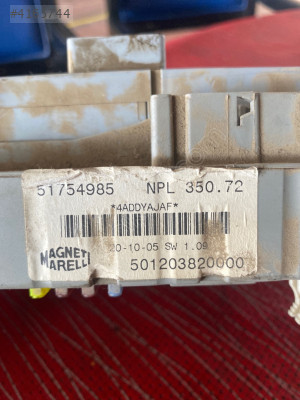 51754985 NPL 350.72
*4ADDYAJAF*
20-10-05 SW 1.09
MAGNETI
MARELLI
501203820000